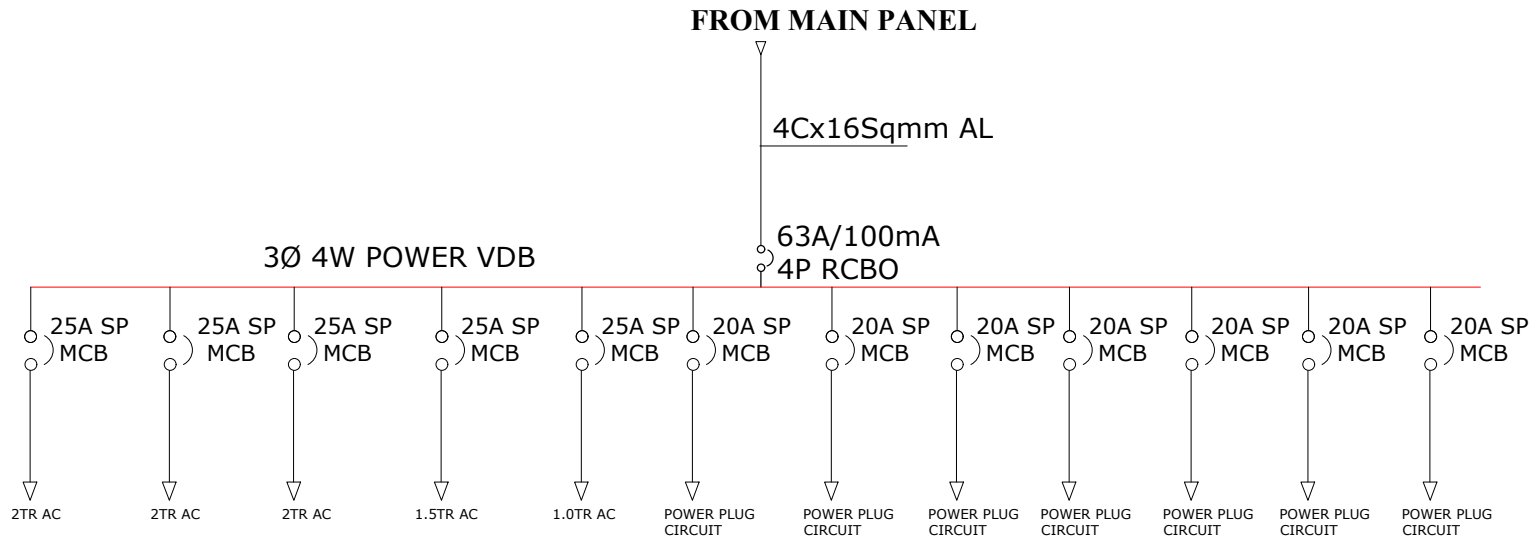 FROM MAIN PANEL
4Cx16Sqmm AL
63A/100mA
4P RCBO
3Ø 4W POWER VDB
25A SP
MCB
25A SP
MCB
25A SP
MCB
25A SP
MCB
25A SP
MCB
20A SP
MCB
20A SP
MCB
20A SP
MCB
20A SP
MCB
20A SP
MCB
20A SP
MCB
20A SP
MCB
2TR AC
2TR AC
2TR AC
1.5TR AC
1.0TR AC
POWER PLUG
CIRCUIT
POWER PLUG
CIRCUIT
POWER PLUG
CIRCUIT
POWER PLUG
CIRCUIT
POWER PLUG
CIRCUIT
POWER PLUG
CIRCUIT
POWER PLUG
CIRCUIT